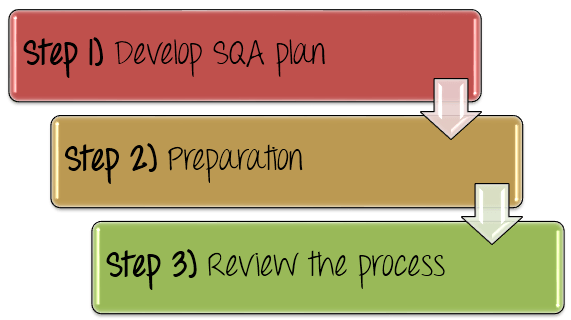 Step 1) Develop SQA plan
Step 2) Preparation
Step 3) Review the process